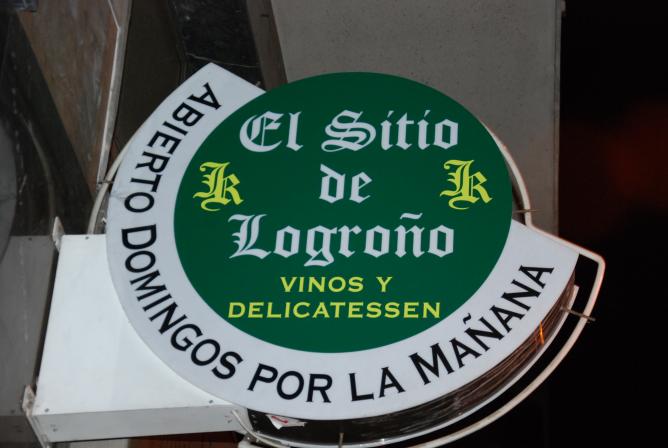 El Sitio
de
Logroño
k
k
VINOS Y
DELICATESSEN
ABIERTO DOMINGOS POR LA MAÑANA